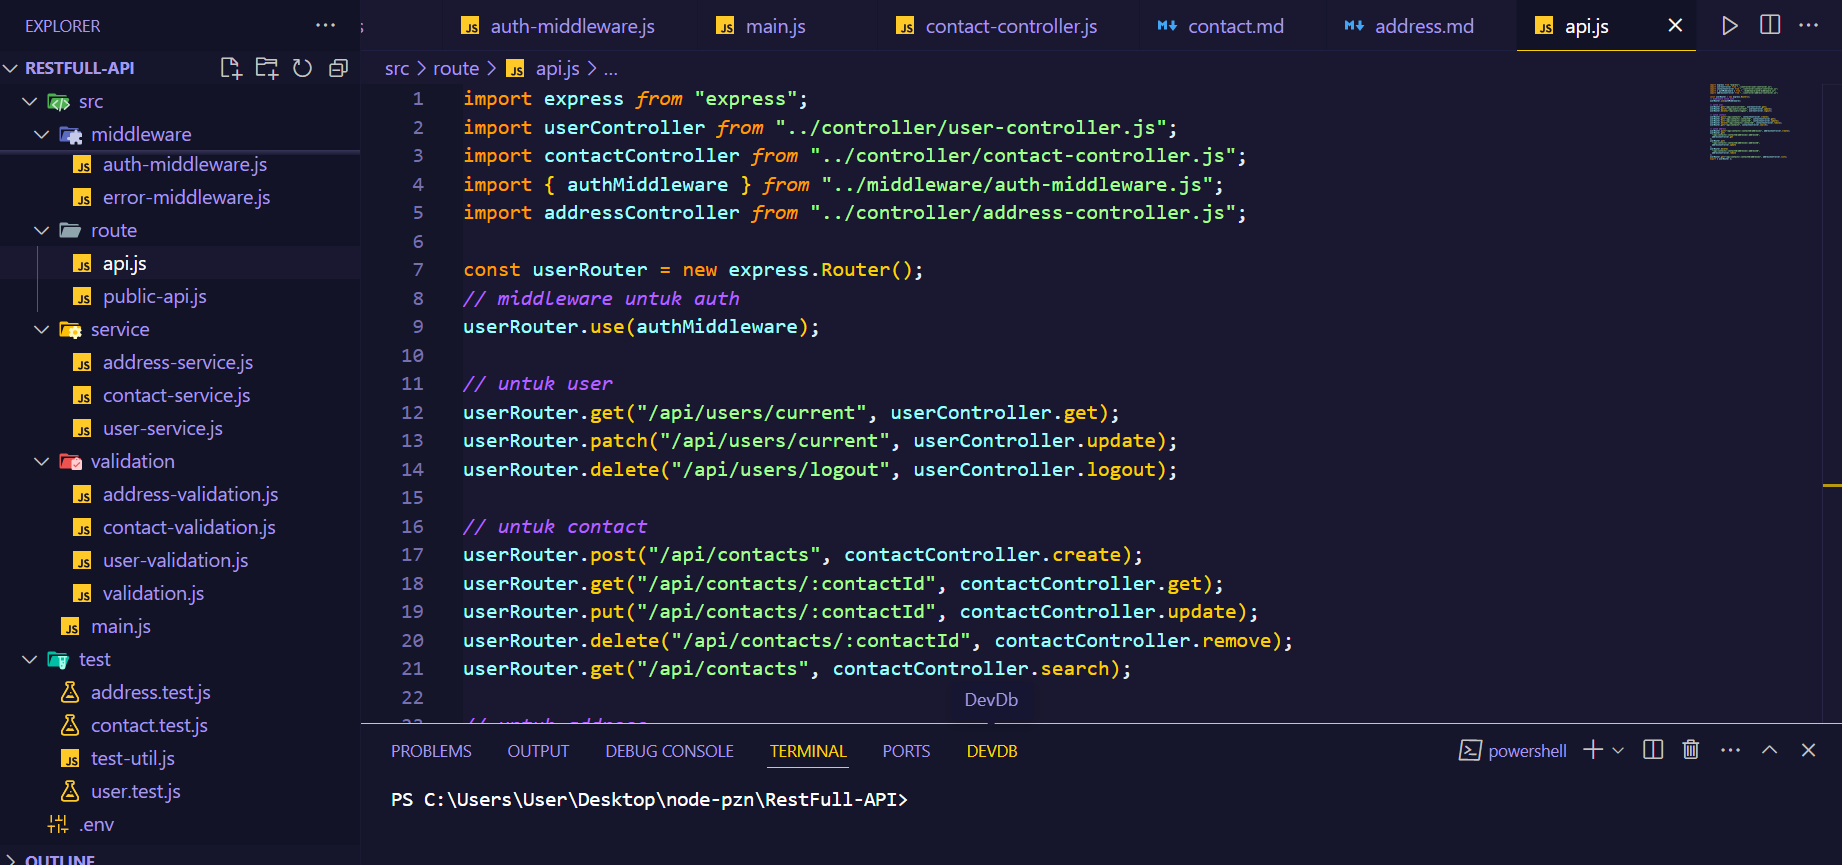 EXPLORER
RESTFULL-API
src
middleware
auth-middleware.js
error-middleware.js
route
api.js
public-api.js
service
address-service.js
contact-service.js
user-service.js
validation
address-validation.js
contact-validation.js
user-validation.js
validation.js
main.js
test
address.test.js
contact.test.js
test-util.js
user.test.js
.env
OUTLINE
auth-middleware.js main.js contact-controller.js contact.md address.md api.js
src > route > api.js > ...
1 import express from "express";
2 import userController from "../controller/user-controller.js";
3 import contactController from "../controller/contact-controller.js";
4 import { authMiddleware } from "../middleware/auth-middleware.js";
5 import addressController from "../controller/address-controller.js";
6
7 const userRouter = new express.Router();
8 // middleware untuk auth
9 userRouter.use(authMiddleware);
10
11 // untuk user
12 userRouter.get("/api/users/current", userController.get);
13 userRouter.patch("/api/users/current", userController.update);
14 userRouter.delete("/api/users/logout", userController.logout);
15
16 // untuk contact
17 userRouter.post("/api/contacts", contactController.create);
18 userRouter.get("/api/contacts/:contactId", contactController.get);
19 userRouter.put("/api/contacts/:contactId", contactController.update);
20 userRouter.delete("/api/contacts/:contactId", contactController.remove);
21 userRouter.get("/api/contacts", contactController.search);
22
23 // untuk address
DevDb
PROBLEMS OUTPUT DEBUG CONSOLE TERMINAL PORTS DEVDB
powershell
PS C:\Users\User\Desktop\node-pzn\RestFull-API>